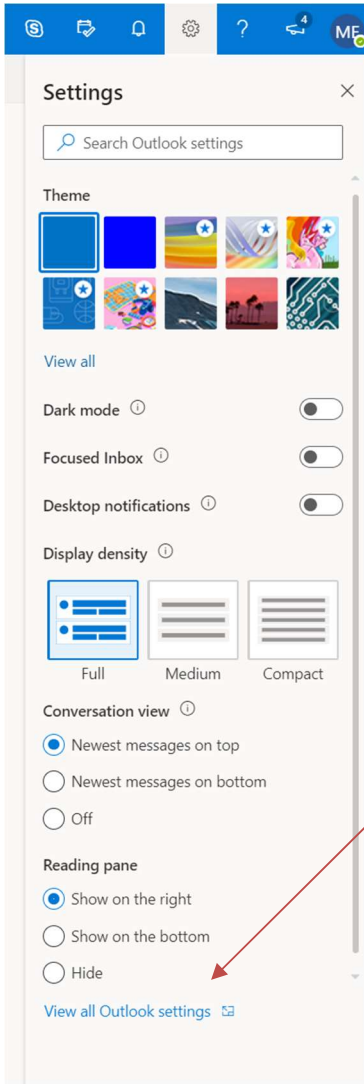 4
ME
Settings
Search Outlook settings
Theme
View all
Dark mode
Focused Inbox
Desktop notifications
Display density
Full Medium Compact
Conversation view
Newest messages on top
Newest messages on bottom
Off
Reading pane
Show on the right
Show on the bottom
Hide
View all Outlook settings